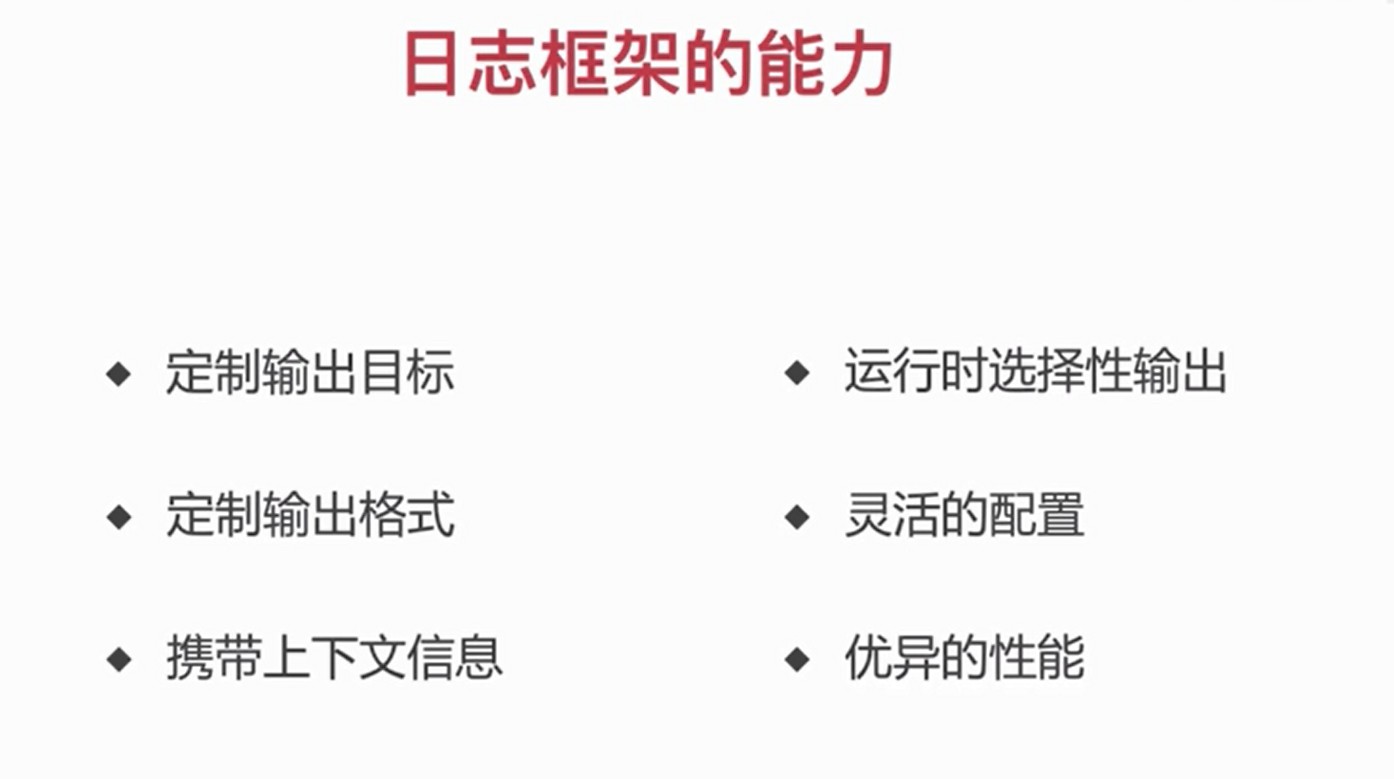 日志框架的能力
◆ 定制输出目标
◆ 定制输出格式
◆ 携带上下文信息
◆ 运行时选择性输出
◆ 灵活的配置
◆ 优异的性能